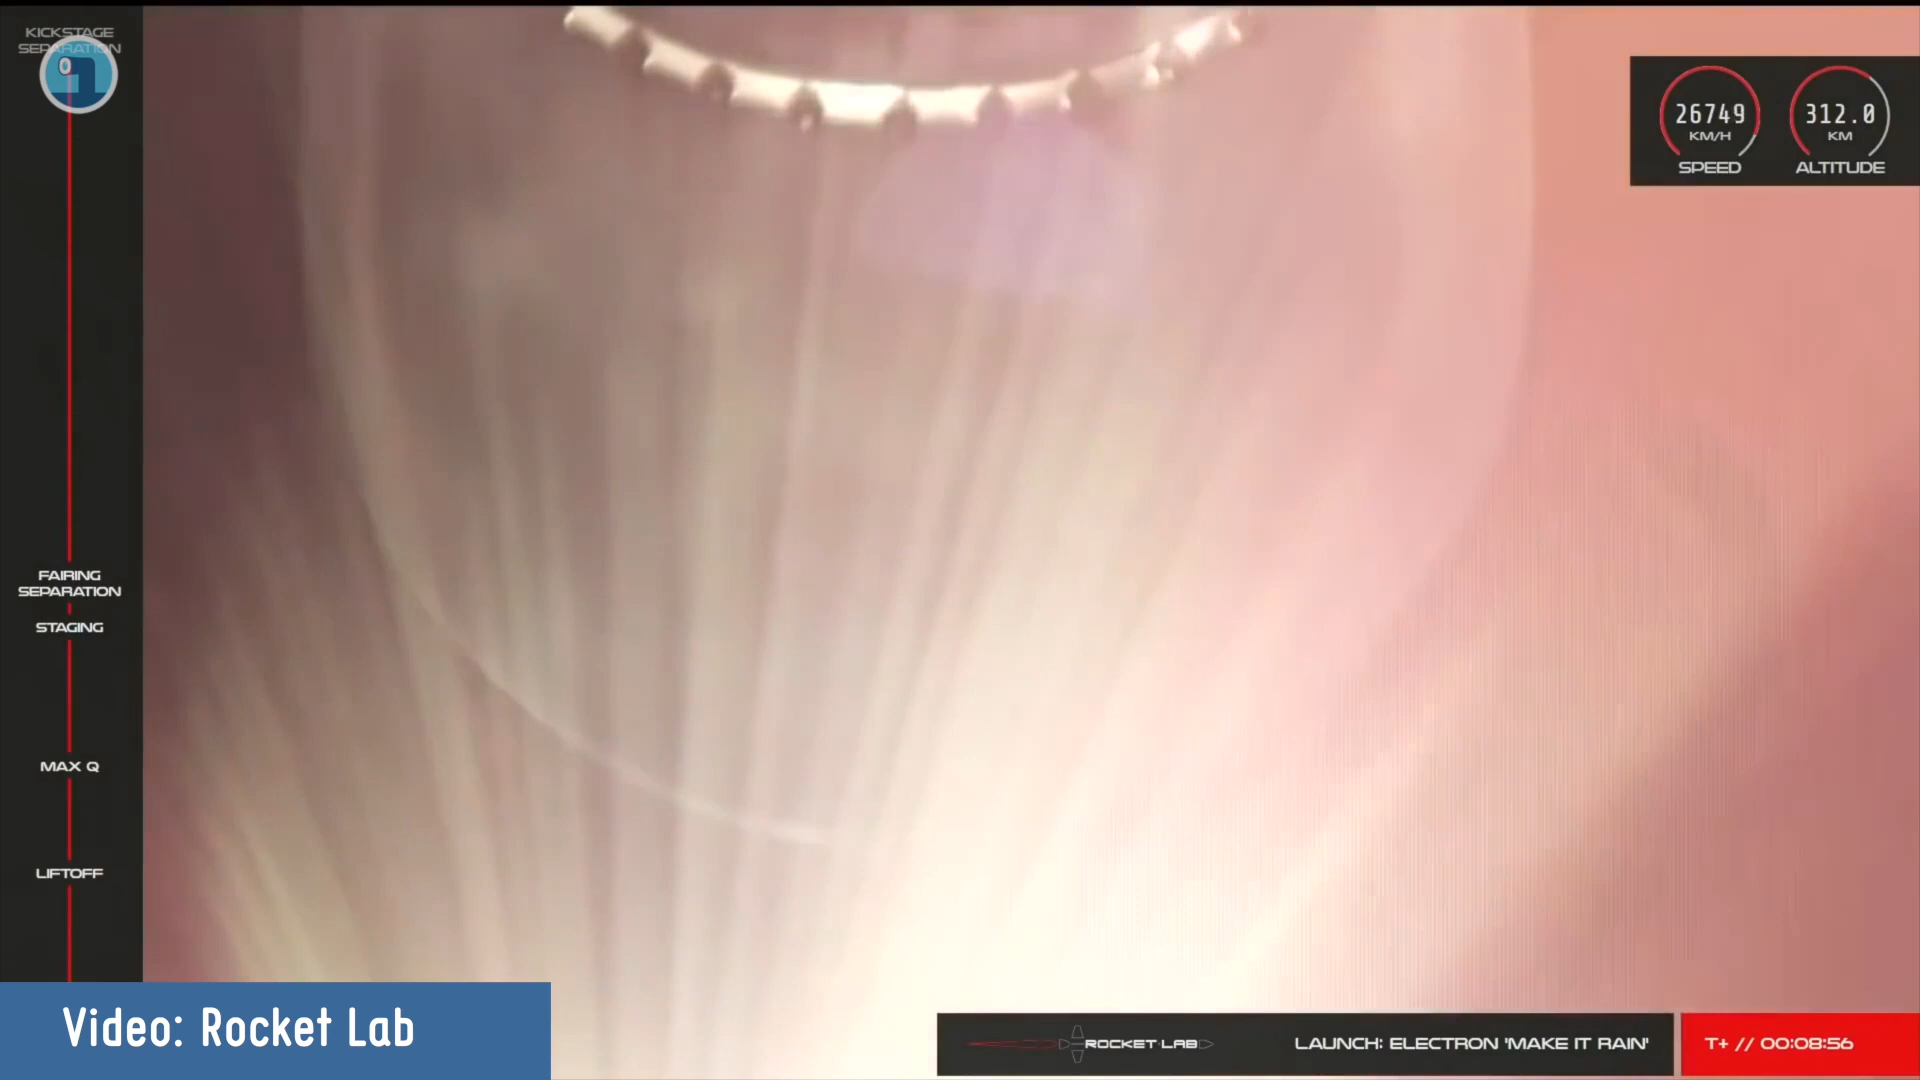 KICKSTAGE
SEPARATION
26749
KM/H
SPEED
312.0
KM
ALTITUDE
FAIRING
SEPARATION
STAGING
MAX Q
LIFTOFF
Video: Rocket Lab
ROCKET LAB
LAUNCH: ELECTRON 'MAKE IT RAIN'
T+ // 00:08:56